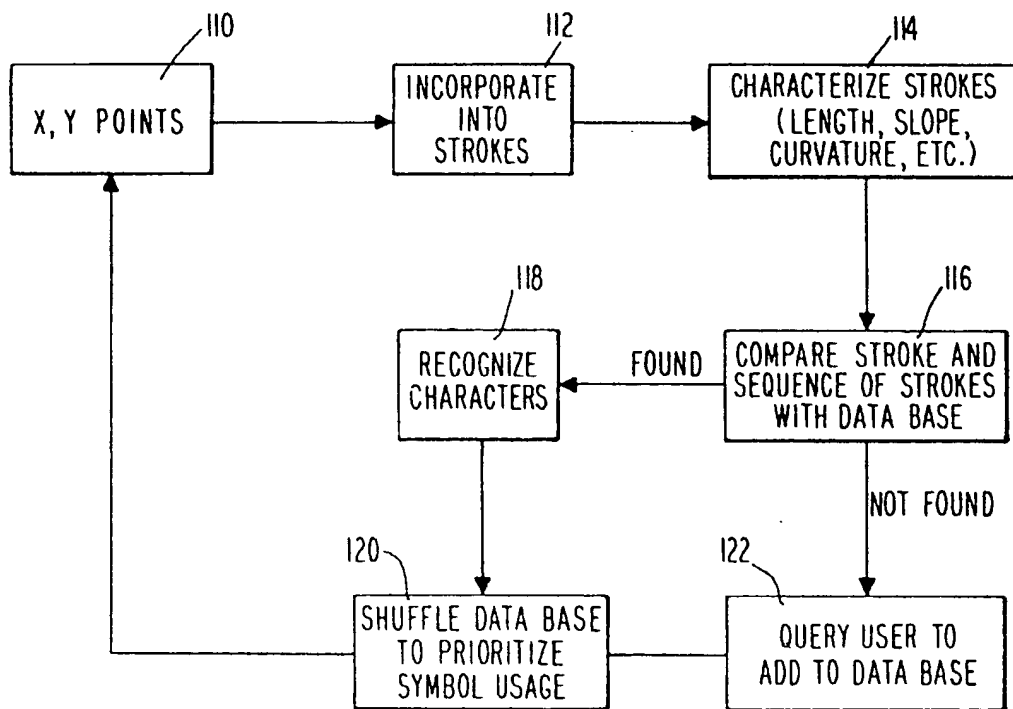 110
X, Y POINTS
112
INCORPORATE
INTO
STROKES
114
CHARACTERIZE STROKES
(LENGTH, SLOPE,
CURVATURE, ETC.)
116
COMPARE STROKE AND
SEQUENCE OF STROKES
WITH DATA BASE
FOUND
118
RECOGNIZE
CHARACTERS
NOT FOUND
120
SHUFFLE DATA BASE
TO PRIORITIZE
SYMBOL USAGE
122
QUERY USER TO
ADD TO DATA BASE